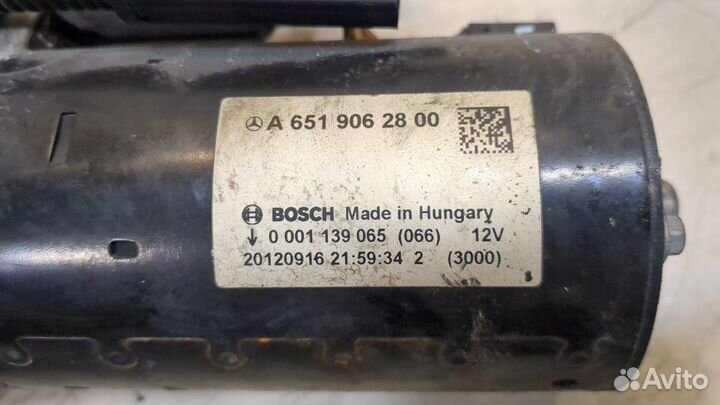 A 651 906 28 00
BOSCH Made in Hungary
0 001 139 065 (066) 12V
20120916 21:59:34 2 (3000)
Avito